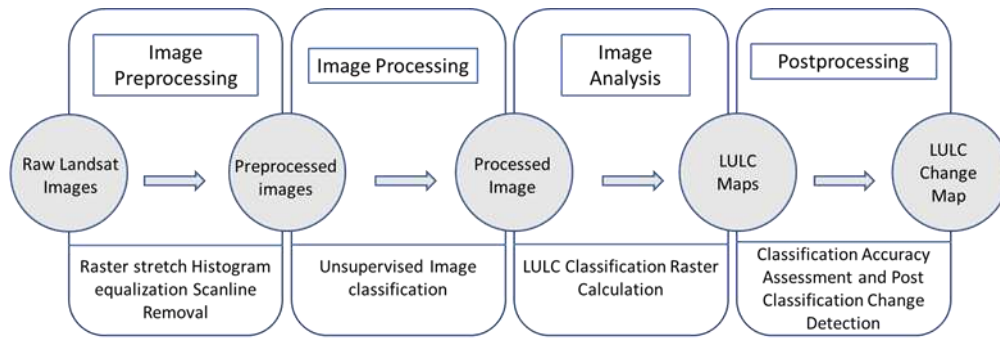 Image
Preprocessing
Image Processing
Image
Analysis
Postprocessing
Raw Landsat
Images
Preprocessed
images
Processed
Image
LULC
Maps
LULC
Change
Map
Raster stretch Histogram
equalization Scanline
Removal
Unsupervised Image
classification
LULC Classification Raster
Calculation
Classification Accuracy
Assessment and Post
Classification Change
Detection